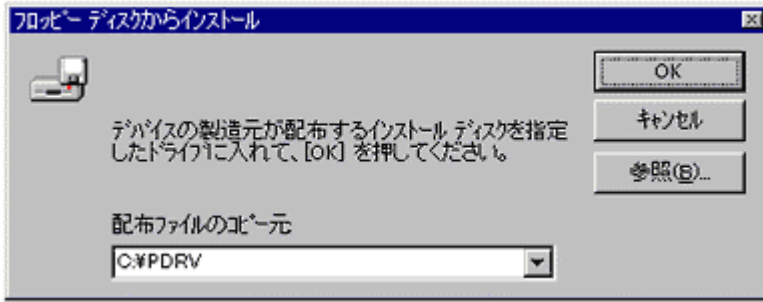 フロッピー ディスクからインストール
OK
デバイスの製造元が配布するインストール ディスクを指定
したドライブに入れて、[OK] を押してください。
キャンセル
参照(B)...
配布ファイルのコピー元:
C:¥PDRV